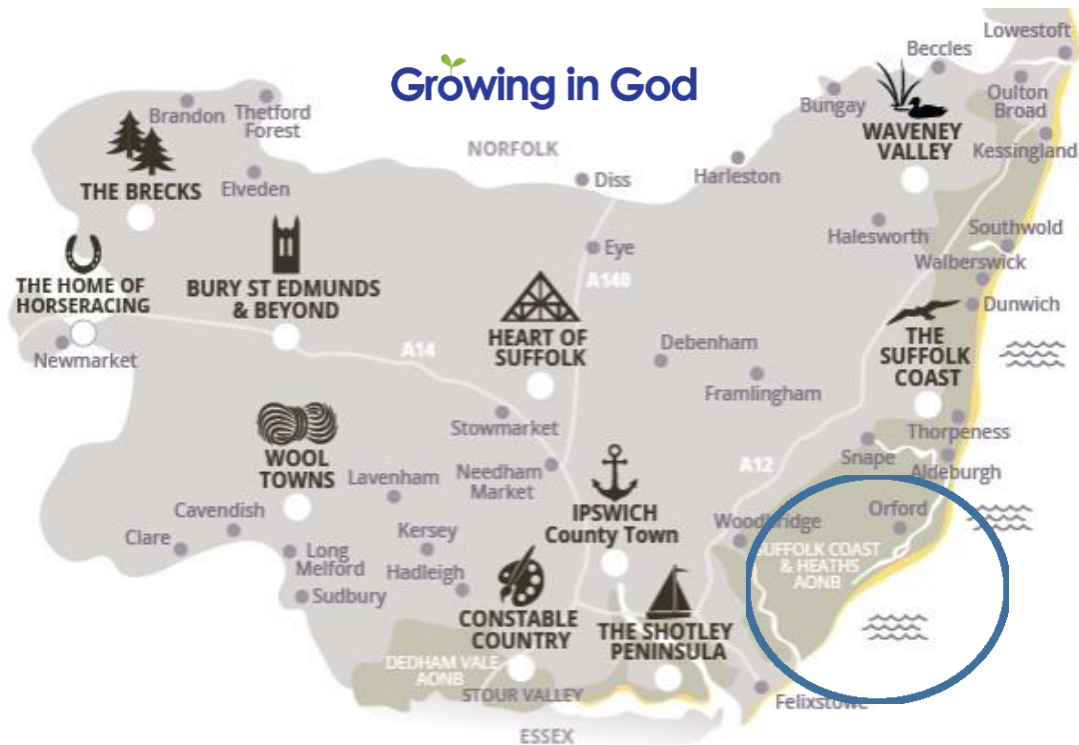 Growing in God
Lowestoft
Beccles
Oulton
Broad
Bungay
Brandon
Thetford
Forest
WAVENEY
VALLEY
Kessingland
NORFOLK
Harleston
Diss
THE BRECKS
Elveden
Halesworth
Southwold
Walberswick
Eye
A140
THE HOME OF
HORSERACING
BURY ST EDMUNDS
& BEYOND
Dunwich
HEART OF
SUFFOLK
THE
SUFFOLK
COAST
Newmarket
A14
Debenham
Framlingham
Stowmarket
Thorpeness
Snape
Aldeburgh
WOOL
TOWNS
Lavenham
Needham
Market
A12
Cavendish
IPSWICH
County Town
Woodbridge
Orford
Clare
Kersey
Long
Melford
Hadleigh
SUFFOLK COAST
& HEATHS
AONB
Sudbury
CONSTABLE
COUNTRY
THE SHOTLEY
PENINSULA
DEDHAM VALE
AONB
STOUR VALLEY
Felixstowe
ESSEX